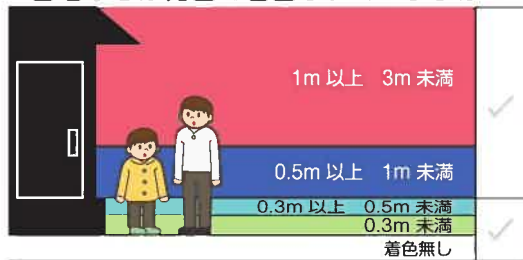 1m 以上 3m 未満
0.5m 以上 1m 未満
0.3m 以上 0.5m 未満
0.3m 未満
着色無し